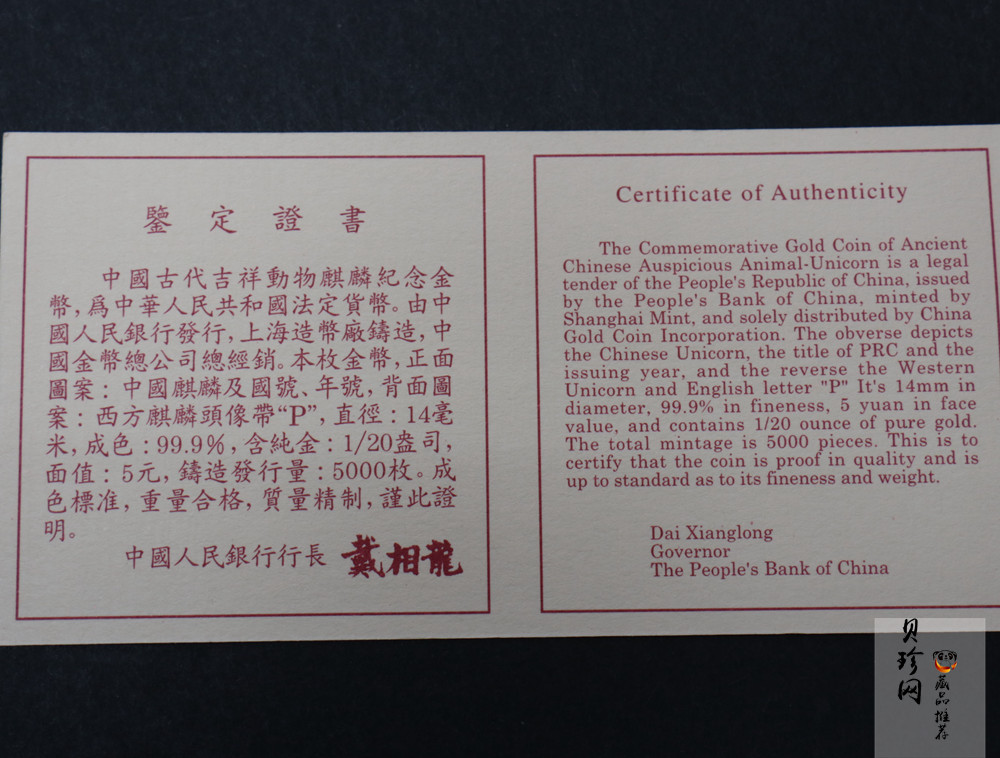 鑒定證書
中國古代吉祥動物麒麟紀念金
幣，爲中華人民共和國法定貨幣。由中
國人民銀行發行，上海造幣廠鑄造，中
國金幣總公司總經銷。本枚金幣，正面
圖案：中國麒麟及國號、年號，背面圖
案：西方麒麟頭像帶“P”，直徑：14毫
米，成色：99.9%，含純金：1/20盎司，
面值：5元，鑄造發行量：5000枚。成
色標准，重量合格，質量精制，謹此證
明。
中國人民銀行行長 戴相龍
Certificate of Authenticity
The Commemorative Gold Coin of Ancient
Chinese Auspicious Animal-Unicorn is a legal
tender of the People's Republic of China, issued
by the People's Bank of China, minted by
Shanghai Mint, and solely distributed by China
Gold Coin Incorporation. The obverse depicts
the Chinese Unicorn, the title of PRC and the
issuing year, and the reverse the Western
Unicorn and English letter "P" It's 14mm in
diameter, 99.9% in fineness, 5 yuan in face
value, and contains 1/20 ounce of pure gold.
The total mintage is 5000 pieces. This is to
certify that the coin is proof in quality and is
up to standard as to its fineness and weight.
Dai Xianglong
Governor
The People's Bank of China
贝珍网
藏品推荐